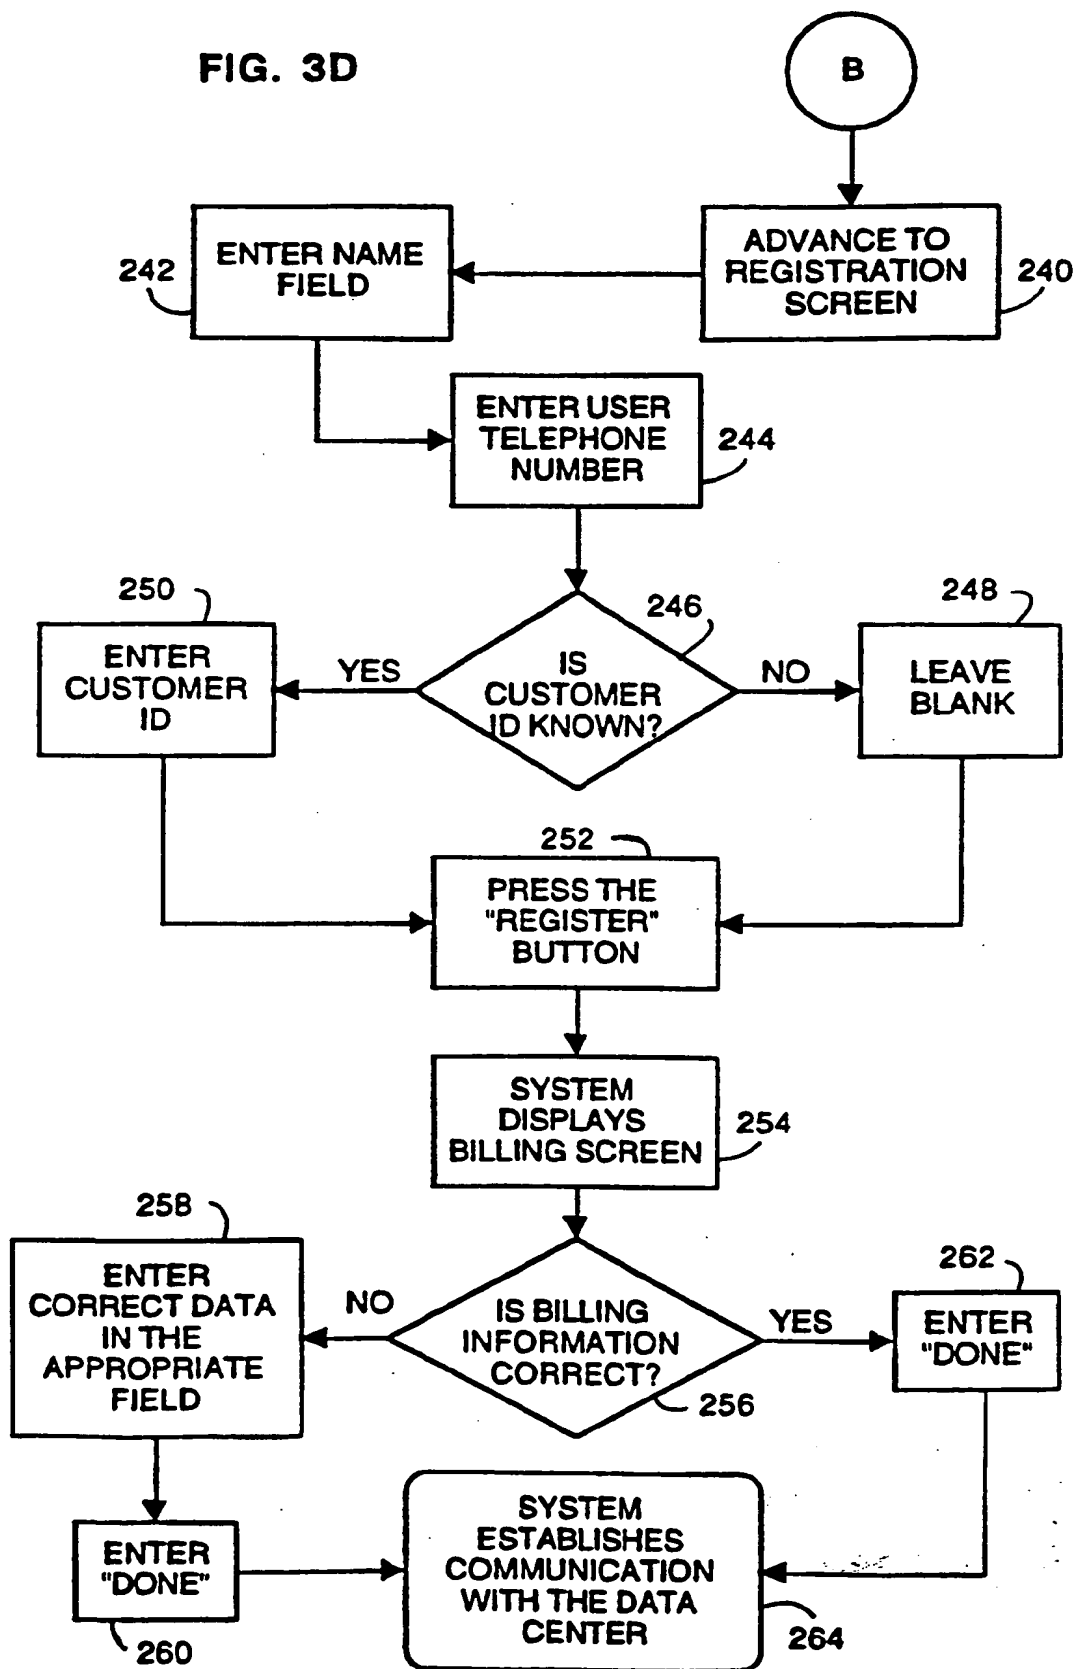 FIG. 3D
B
ADVANCE TO
REGISTRATION
SCREEN
240
ENTER NAME
FIELD
242
ENTER USER
TELEPHONE
NUMBER
244
IS
CUSTOMER
ID KNOWN?
246
YES
NO
250
ENTER
CUSTOMER
ID
248
LEAVE
BLANK
252
PRESS THE
"REGISTER"
BUTTON
SYSTEM
DISPLAYS
BILLING SCREEN
254
IS BILLING
INFORMATION
CORRECT?
256
NO
YES
258
ENTER
CORRECT DATA
IN THE
APPROPRIATE
FIELD
262
ENTER
"DONE"
ENTER
"DONE"
260
SYSTEM
ESTABLISHES
COMMUNICATION
WITH THE DATA
CENTER
264